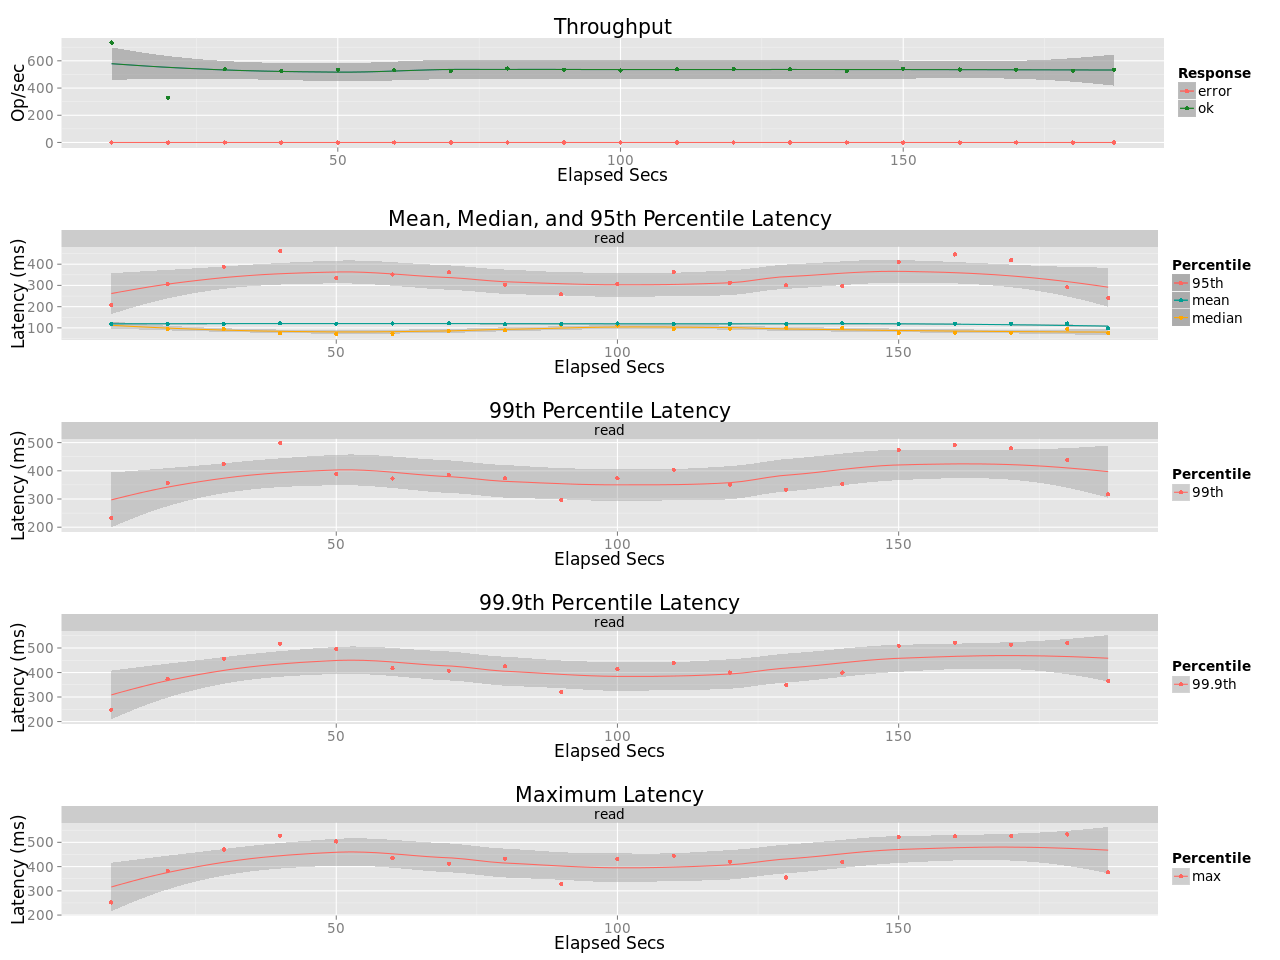 Throughput
Op/sec
600
400
200
0
50 100 150
Elapsed Secs
Response
error
ok
Mean, Median, and 95th Percentile Latency
read
Latency (ms)
400
300
200
100
50 100 150
Elapsed Secs
Percentile
95th
mean
median
99th Percentile Latency
read
Latency (ms)
500
400
300
200
50 100 150
Elapsed Secs
Percentile
99th
99.9th Percentile Latency
read
Latency (ms)
500
400
300
200
50 100 150
Elapsed Secs
Percentile
99.9th
Maximum Latency
read
Latency (ms)
500
400
300
200
50 100 150
Elapsed Secs
Percentile
max